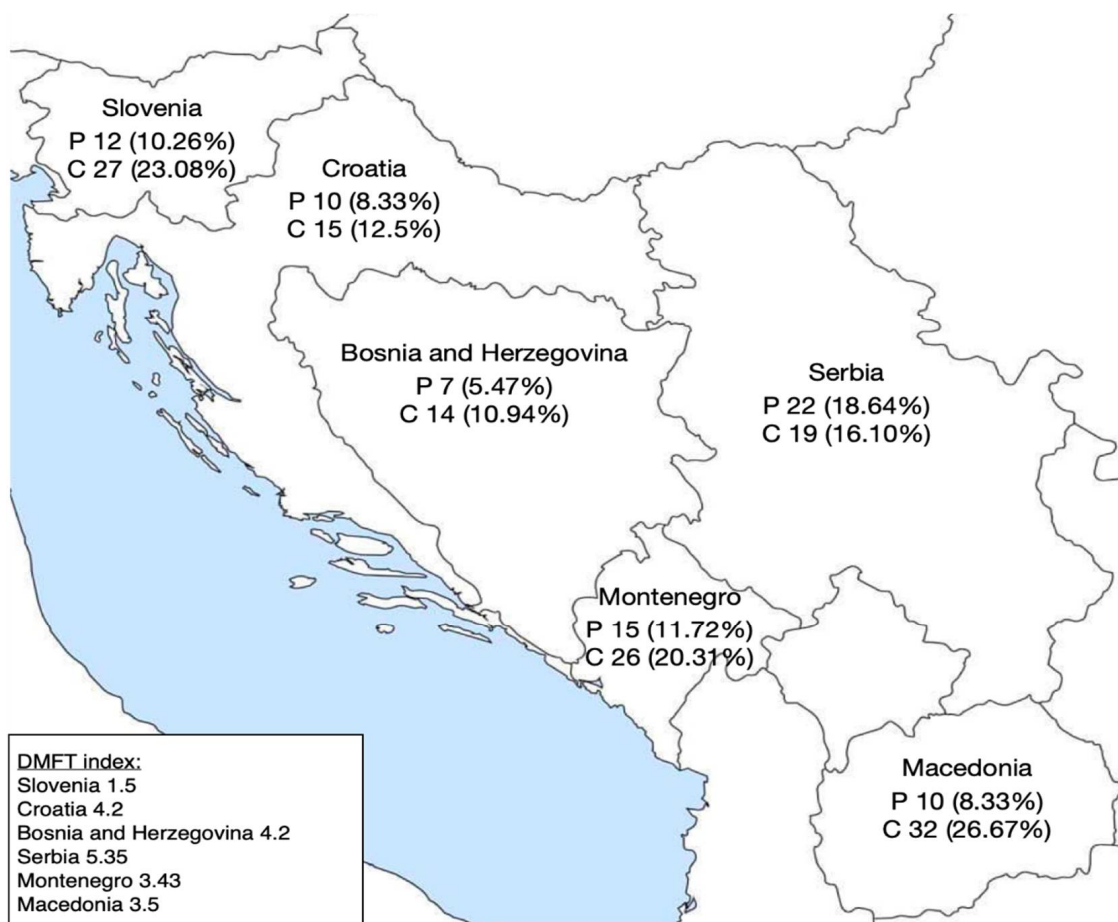 Slovenia
P 12 (10.26%)
C 27 (23.08%)
Croatia
P 10 (8.33%)
C 15 (12.5%)
Bosnia and Herzegovina
P 7 (5.47%)
C 14 (10.94%)
Serbia
P 22 (18.64%)
C 19 (16.10%)
Montenegro
P 15 (11.72%)
C 26 (20.31%)
Macedonia
P 10 (8.33%)
C 32 (26.67%)
DMFT index:
Slovenia 1.5
Croatia 4.2
Bosnia and Herzegovina 4.2
Serbia 5.35
Montenegro 3.43
Macedonia 3.5